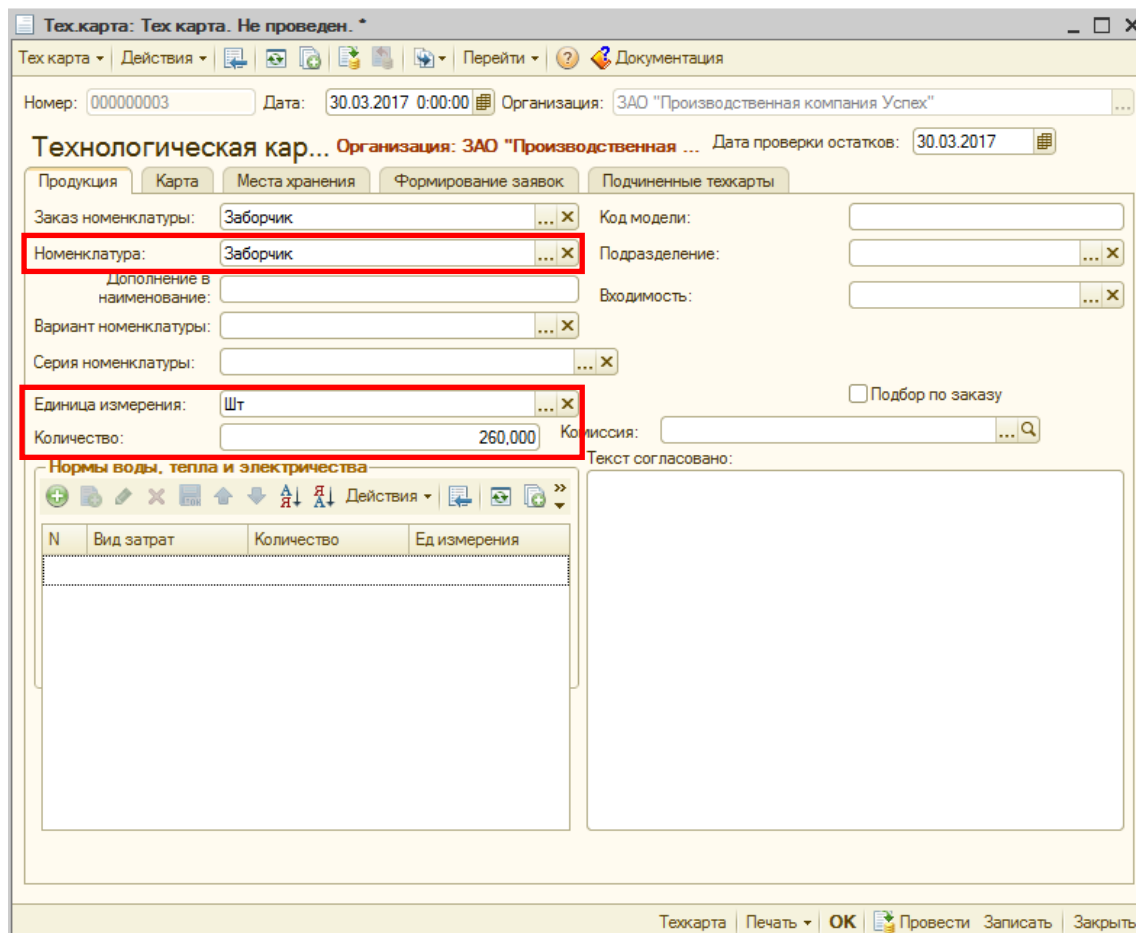 Тех.карта: Тех карта. Не проведен. *
Тех карта Действия Перейти Документация
Номер: 000000003 Дата: 30.03.2017 0:00:00 Организация: ЗАО "Производственная компания Успех" ...
Технологическая кар... Организация: ЗАО "Производственная ... Дата проверки остатков: 30.03.2017
Продукция Карта Места хранения Формирование заявок Подчиненные техкарты
Заказ номенклатуры: Заборчик ... Код модели:
Номенклатура: Заборчик ... Подразделение: ...
Дополнение в
наименование:
Входимость: ...
Вариант номенклатуры: ...
Серия номенклатуры: ...
Единица измерения: Шт ... Подбор по заказу
Количество: 260,000 Комиссия: ...
Нормы воды, тепла и электричества Текст согласовано:
Действия
N Вид затрат Количество Ед измерения
Техкарта Печать OK Провести Записать Закрыть